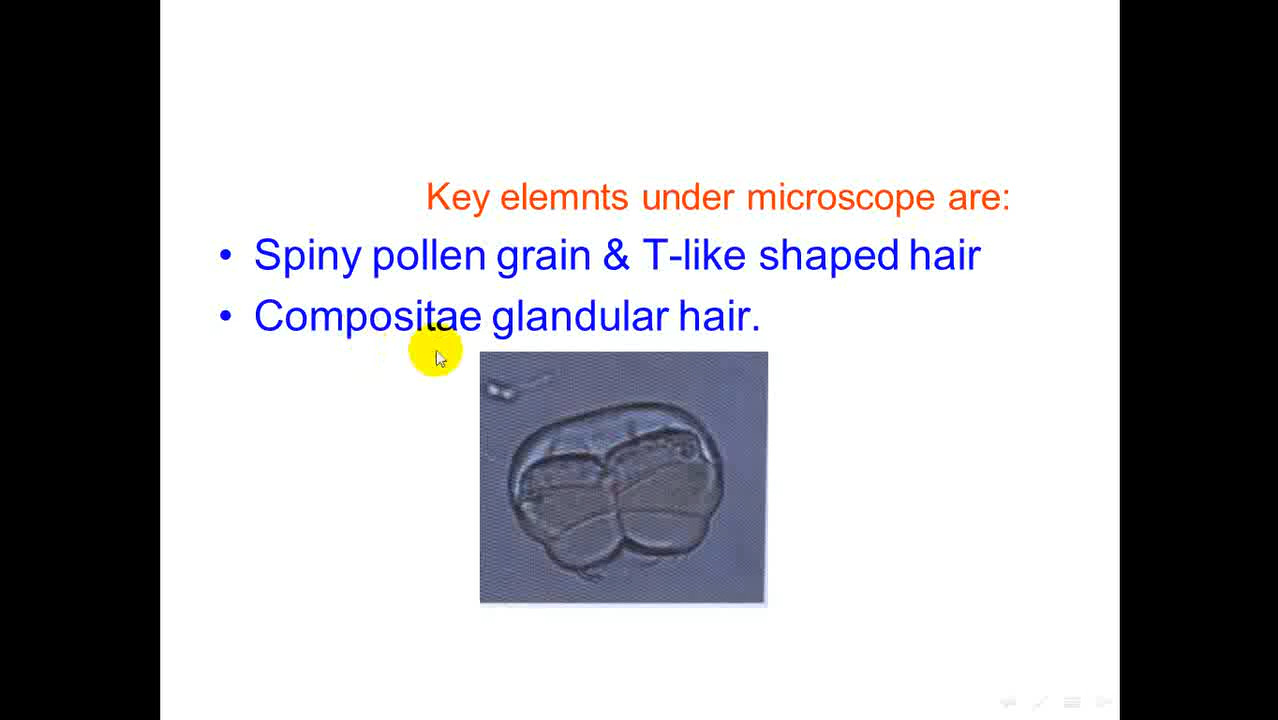 Key elemnts under microscope are:
• Spiny pollen grain & T-like shaped hair
• Compositae glandular hair.